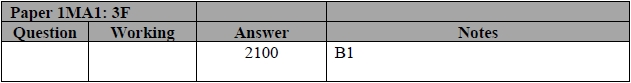 Paper 1MA1: 3F
Question Working Answer Notes
2100 B1